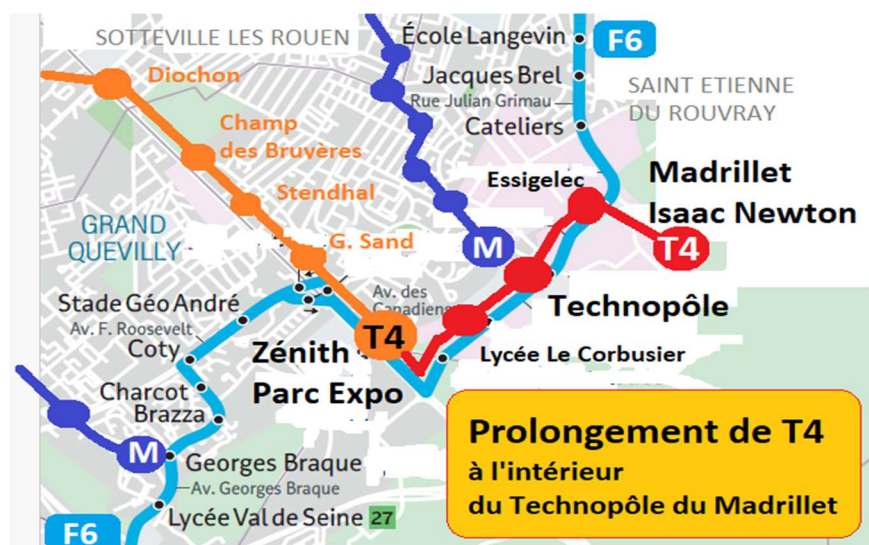 SOTTEVILLE LES ROUEN
École Langevin
F6
Diochon
Jacques Brel
Rue Julian Grimau
SAINT ETIENNE
DU ROUVRAY
Cateliers
Champ
des Bruyères
Essigelec
Madrillet
Isaac Newton
Stendhal
GRAND
QUEVILLY
G. Sand
M
T4
Stade Géo André
Av. des
Canadiens
Technopôle
Av. F. Roosevelt
Coty
T4
Zénith
Parc Expo
Lycée Le Corbusier
Charcot
Brazza
M
Georges Braque
Av. Georges Braque
Lycée Val de Seine 27
F6
Prolongement de T4
à l'intérieur
du Technopôle du Madrillet